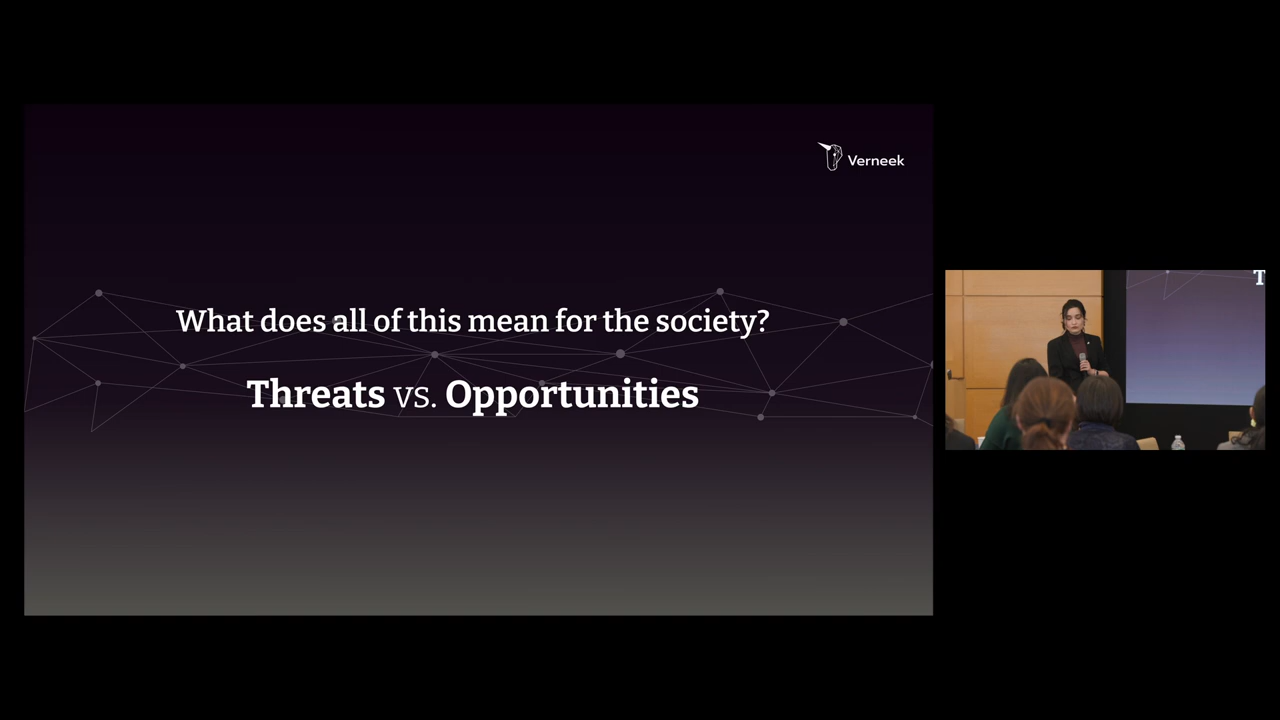 Verneek
What does all of this mean for the society?
Threats vs. Opportunities
T